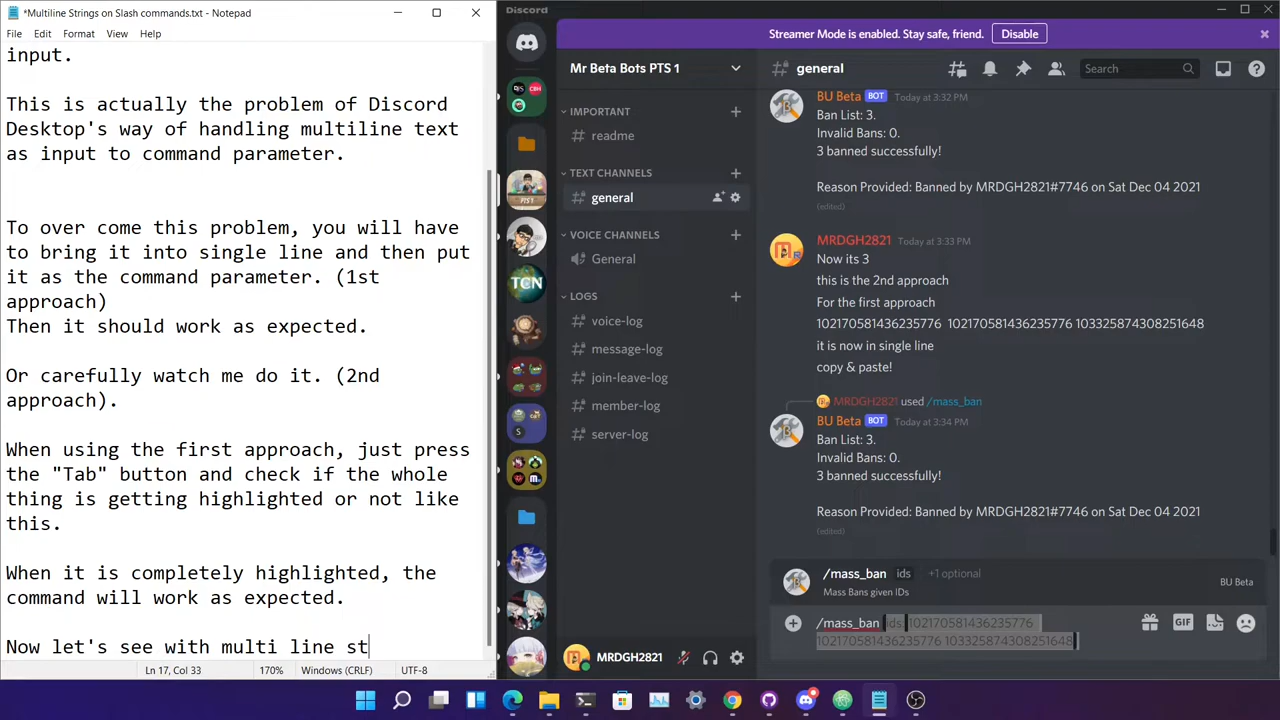 *Multiline Strings on Slash commands.txt - Notepad
File Edit Format View Help
input.
This is actually the problem of Discord
Desktop's way of handling multiline text
as input to command parameter.
To over come this problem, you will have
to bring it into single line and then put
it as the command parameter. (1st
approach)
Then it should work as expected.
Or carefully watch me do it. (2nd
approach).
When using the first approach, just press
the "Tab" button and check if the whole
thing is getting highlighted or not like
this.
When it is completely highlighted, the
command will work as expected.
Now let's see with multi line st
Ln 17, Col 33 170% Windows (CRLF) UTF-8
Discord
Streamer Mode is enabled. Stay safe, friend. Disable
Mr Beta Bots PTS 1
IMPORTANT
readme
TEXT CHANNELS
general
VOICE CHANNELS
General
LOGS
voice-log
message-log
join-leave-log
member-log
server-log
TCN
MRDGH2821
general
Search
BU Beta BOT Today at 3:32 PM
Ban List: 3.
Invalid Bans: 0.
3 banned successfully!
Reason Provided: Banned by MRDGH2821#7746 on Sat Dec 04 2021
(edited)
MRDGH2821 Today at 3:33 PM
Now its 3
this is the 2nd approach
For the first approach
102170581436235776 102170581436235776 103325874308251648
it is now in single line
copy & paste!
MRDGH2821 used /mass_ban
BU Beta BOT Today at 3:34 PM
Ban List: 3.
Invalid Bans: 0.
3 banned successfully!
Reason Provided: Banned by MRDGH2821#7746 on Sat Dec 04 2021
(edited)
/mass_ban ids +1 optional
Mass Bans given IDs
BU Beta
/mass_ban ids: 102170581436235776
102170581436235776 103325874308251648
GIF